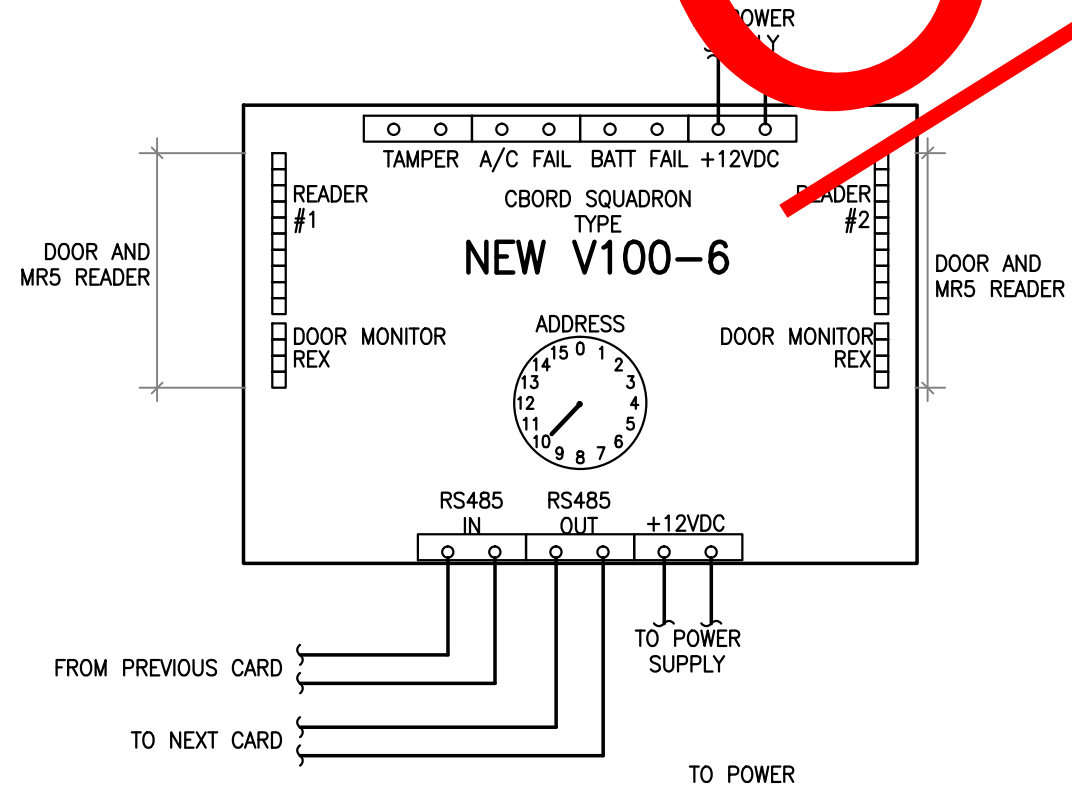 POWER
TAMPER A/C FAIL BATT FAIL +12VDC
CBORD SQUADRON
TYPE
NEW V100-6
READER
#1
#2
DOOR AND
MR5 READER
DOOR AND
MR5 READER
DOOR MONITOR
REX
DOOR MONITOR
REX
ADDRESS
0
1
2
3
4
5
6
7
8
9
10
11
12
13
14
15
RS485
IN
RS485
OUT
+12VDC
TO POWER
SUPPLY
FROM PREVIOUS CARD
TO NEXT CARD
TO POWER